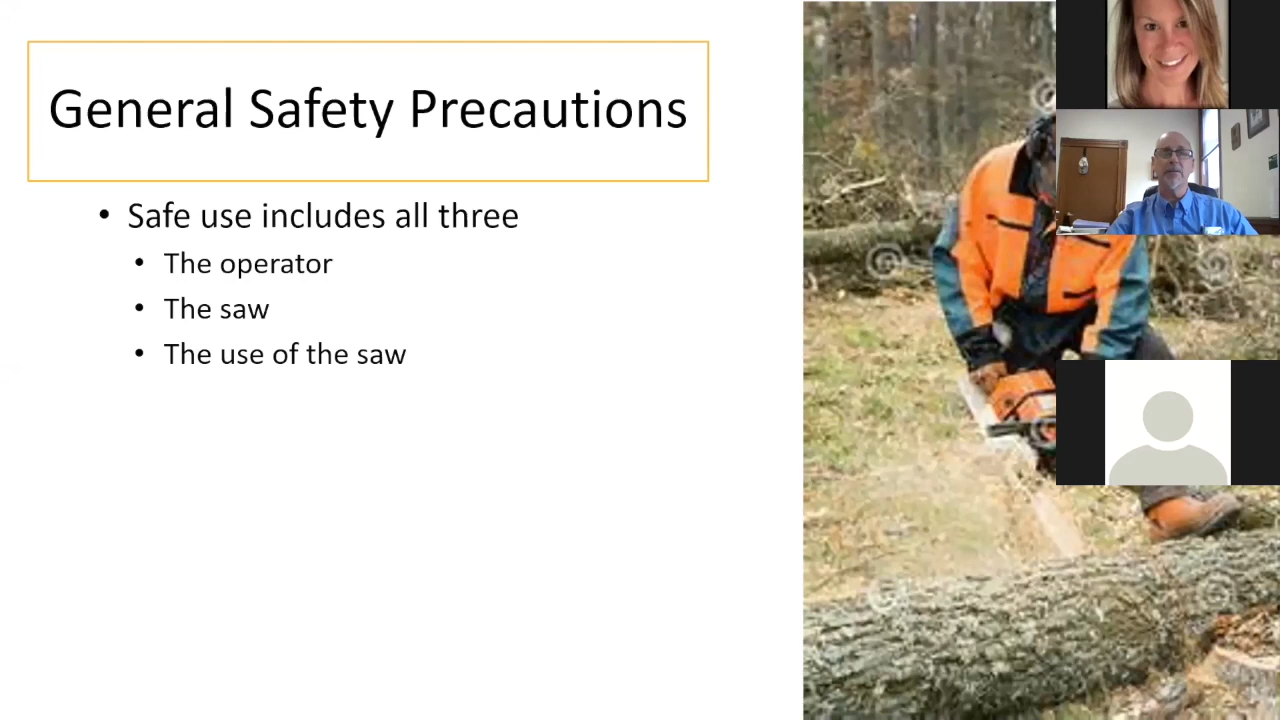 General Safety Precautions
• Safe use includes all three
• The operator
• The saw
• The use of the saw